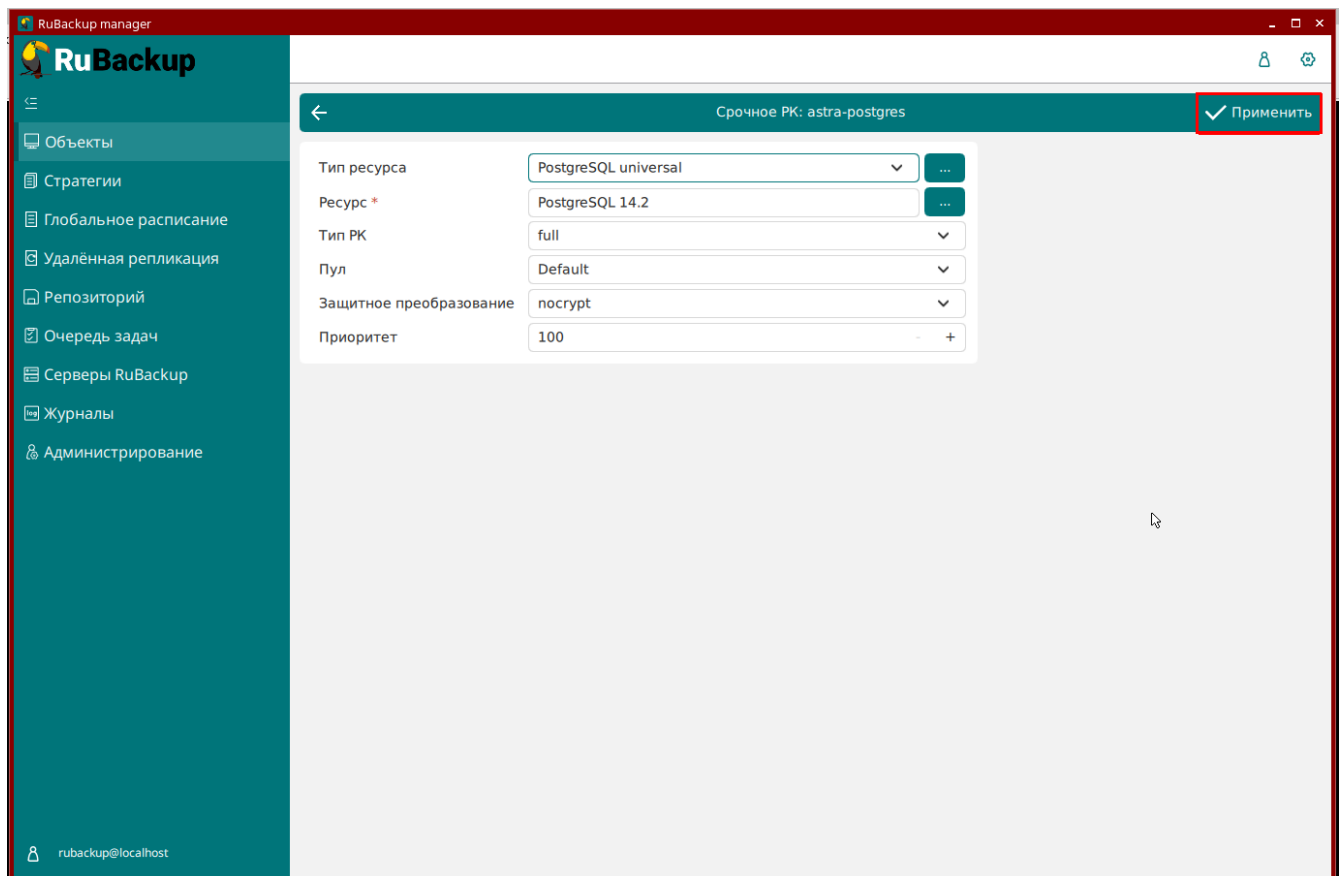 RuBackup manager
RuBackup
Срочное РК: astra-postgres
Применить
Объекты
Стратегии
Глобальное расписание
Удалённая репликация
Репозиторий
Очередь задач
Серверы RuBackup
log Журналы
Администрирование
Тип ресурса PostgreSQL universal ...
Ресурс * PostgreSQL 14.2 ...
Тип РК full
Пул Default
Защитное преобразование nocrypt
Приоритет 100 - +
rubackup@localhost